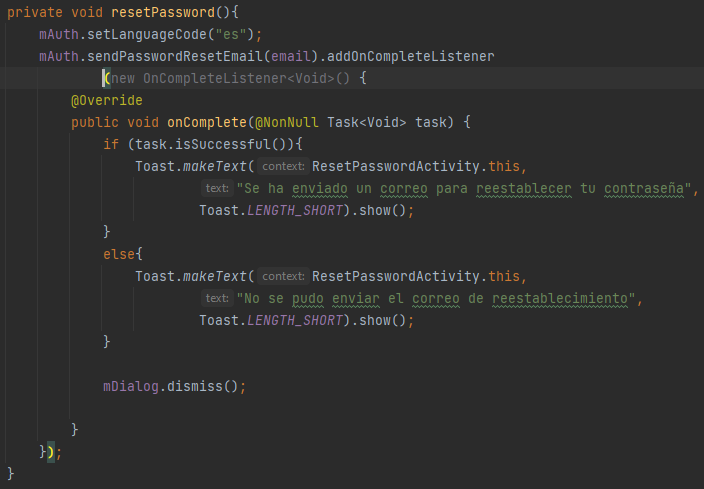 private void resetPassword(){
    mAuth.setLanguageCode("es");
    mAuth.sendPasswordResetEmail(email).addOnCompleteListener
            (new OnCompleteListener<Void>() {
        @Override
        public void onComplete(@NonNull Task<Void> task) {
            if (task.isSuccessful()){
                Toast.makeText( context: ResetPasswordActivity.this,
                        text: "Se ha enviado un correo para reestablecer tu contraseña",
                        Toast.LENGTH_SHORT).show();
            }
            else{
                Toast.makeText( context: ResetPasswordActivity.this,
                        text: "No se pudo enviar el correo de reestablecimiento",
                        Toast.LENGTH_SHORT).show();
            }
            mDialog.dismiss();
        }
    });
}